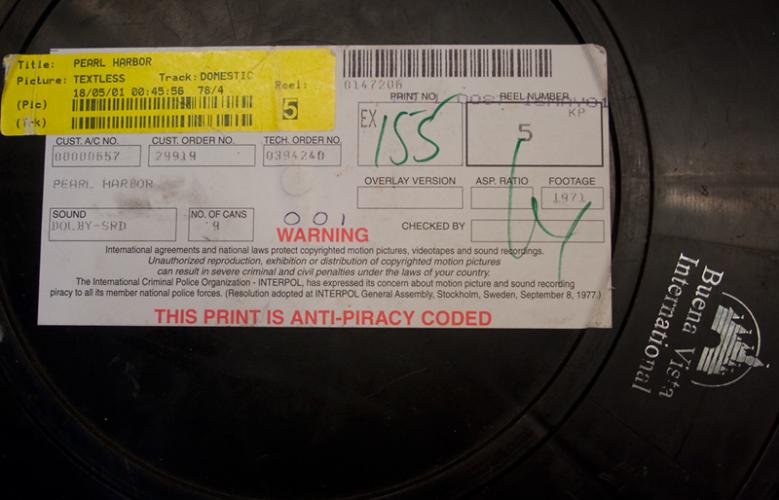 Title: PEARL HARBOR
Picture: TEXTLESS Track: DOMESTIC
18/05/01 00:45:56 78/4 Reel:
(Pic) 5
0147206
PRINT NO. REEL NUMBER
EX 155 KP
5
CUST. A/C NO. CUST. ORDER NO. TECH. ORDER NO.
00000657 29919 0394240
PEARL HARBOR OVERLAY VERSION ASP. RATIO FOOTAGE
1971
SOUND NO. OF CANS
DOLBY-SRD 9 001 CHECKED BY
WARNING
International agreements and national laws protect copyrighted motion pictures, videotapes and sound recordings.
Unauthorized reproduction, exhibition or distribution of copyrighted motion pictures
can result in severe criminal and civil penalties under the laws of your country.
The International Criminal Police Organization - INTERPOL, has expressed its concern about motion picture and sound recording
piracy to all its member national police forces. (Resolution adopted at INTERPOL General Assembly, Stockholm, Sweden, September 8, 1977.)
THIS PRINT IS ANTI-PIRACY CODED
Buena Vista
International